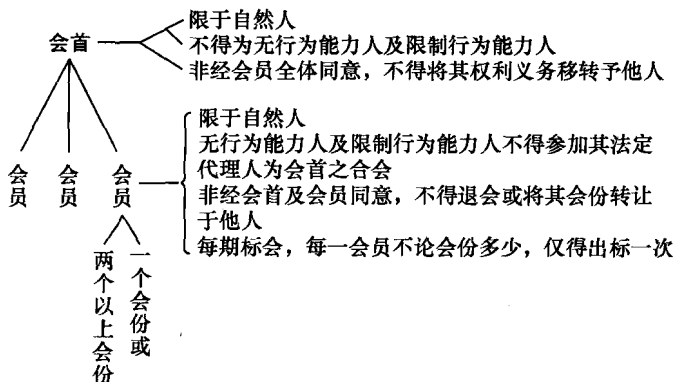 会首
限于自然人
不得为无行为能力人及限制行为能力人
非经会员全体同意，不得将其权利义务移转予他人
会员
会员
会员
限于自然人
无行为能力人及限制行为能力人不得参加其法定
代理人为会首之合会
非经会首及会员同意，不得退会或将其会份转让
于他人
每期标会，每一会员不论会份多少，仅得出标一次
一个会份或
两个以上会份